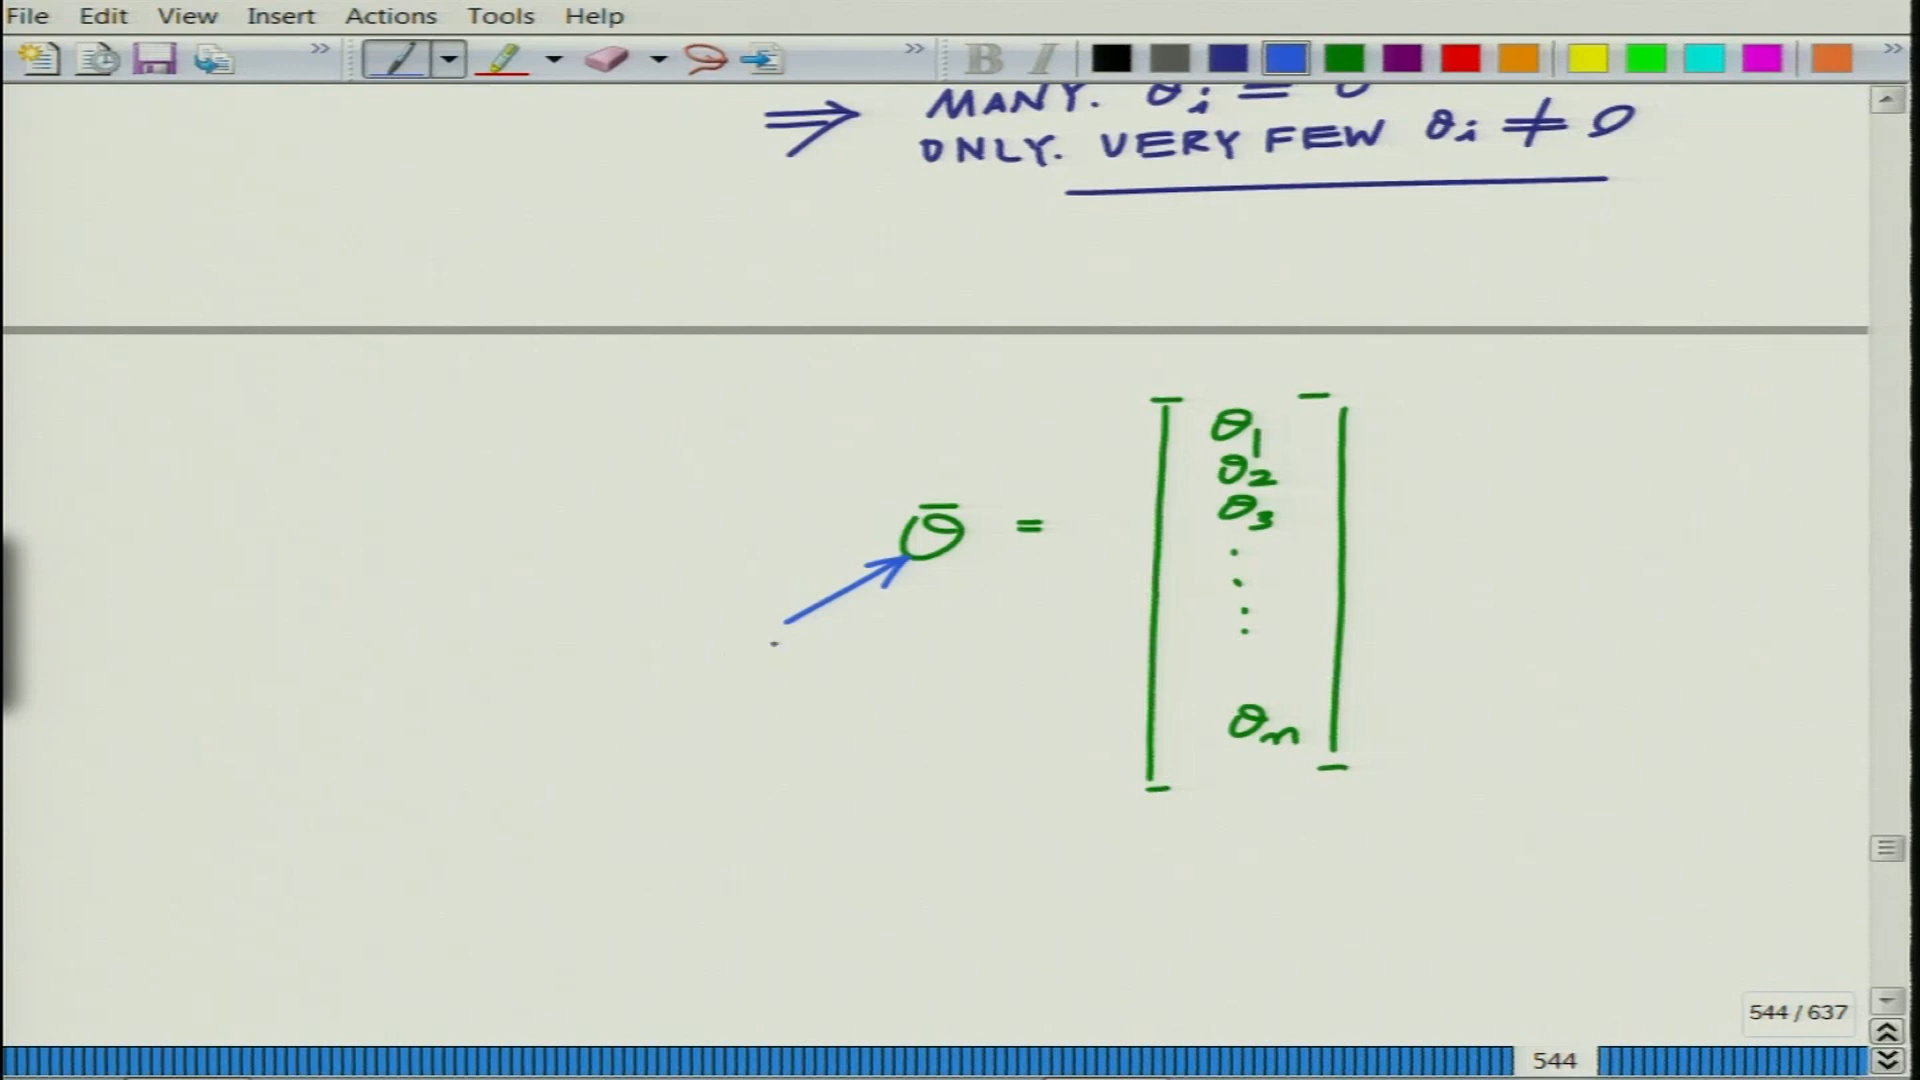 File Edit View Insert Actions Tools Help
B I
⇒ MANY. θi = 0
ONLY. VERY FEW θi ≠ 0
θ̄ =
θ1
θ2
θ3
θm
544 / 637
544